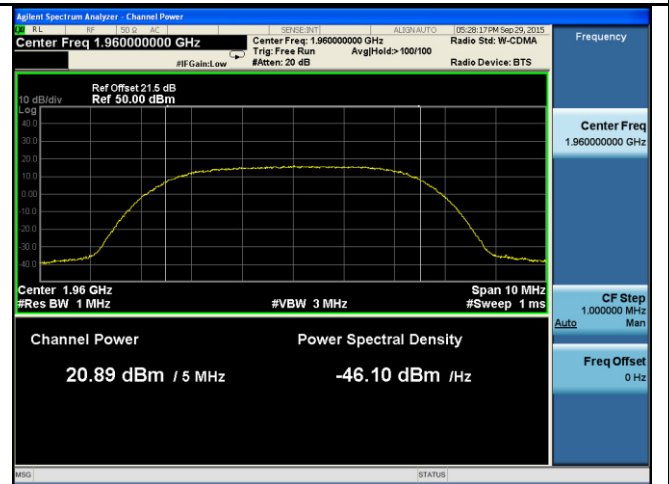 Agilent Spectrum Analyzer - Channel Power
RL RF 50 Ω AC SENSE:INT ALIGN AUTO 05:28:17 PM Sep 29, 2015
Center Freq 1.960000000 GHz
Center Freq: 1.960000000 GHz
Radio Std: W-CDMA
Trig: Free Run Avg|Hold:> 100/100
#IFGain:Low #Atten: 20 dB Radio Device: BTS
Frequency
Ref Offset 21.5 dB
10 dB/div Ref 50.00 dBm
Log
40.0
30.0
20.0
10.0
0.00
-10.0
-20.0
-30.0
-40.0
Center 1.96 GHz Span 10 MHz
#Res BW 1 MHz #VBW 3 MHz #Sweep 1 ms
Channel Power Power Spectral Density
20.89 dBm / 5 MHz -46.10 dBm /Hz
Center Freq
1.960000000 GHz
CF Step
1.000000 MHz
Auto Man
Freq Offset
0 Hz
MSG STATUS